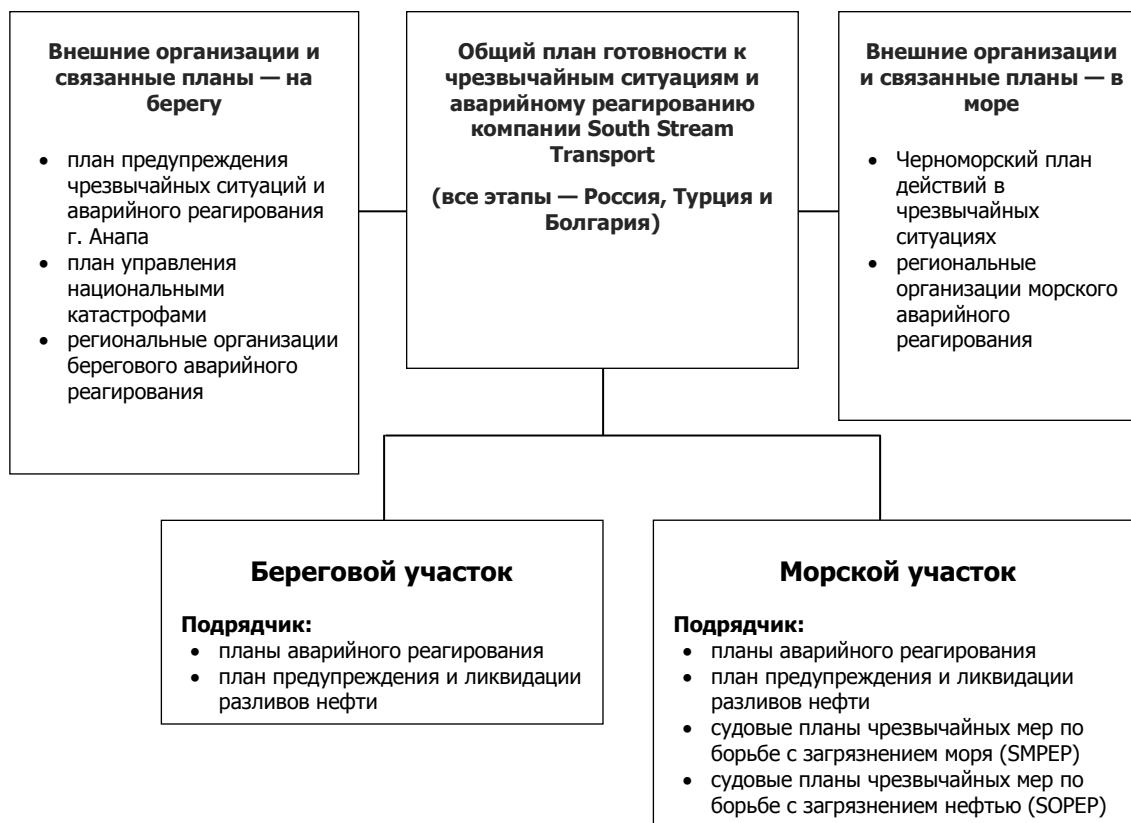 Внешние организации и
связанные планы — на
берегу
• план предупреждения
чрезвычайных ситуаций и
аварийного реагирования
г. Анапа
• план управления
национальными
катастрофами
• региональные организации
берегового аварийного
реагирования
Общий план готовности к
чрезвычайным ситуациям и
аварийному реагированию
компании South Stream
Transport
(все этапы — Россия, Турция и
Болгария)
Внешние организации
и связанные планы — в
море
• Черноморский план
действий в
чрезвычайных
ситуациях
• региональные
организации морского
аварийного
реагирования
Береговой участок
Подрядчик:
• планы аварийного реагирования
• план предупреждения и ликвидации
разливов нефти
Морской участок
Подрядчик:
• планы аварийного реагирования
• план предупреждения и ликвидации
разливов нефти
• судовые планы чрезвычайных мер по
борьбе с загрязнением моря (SMPEP)
• судовые планы чрезвычайных мер по
борьбе с загрязнением нефтью (SOPEP)